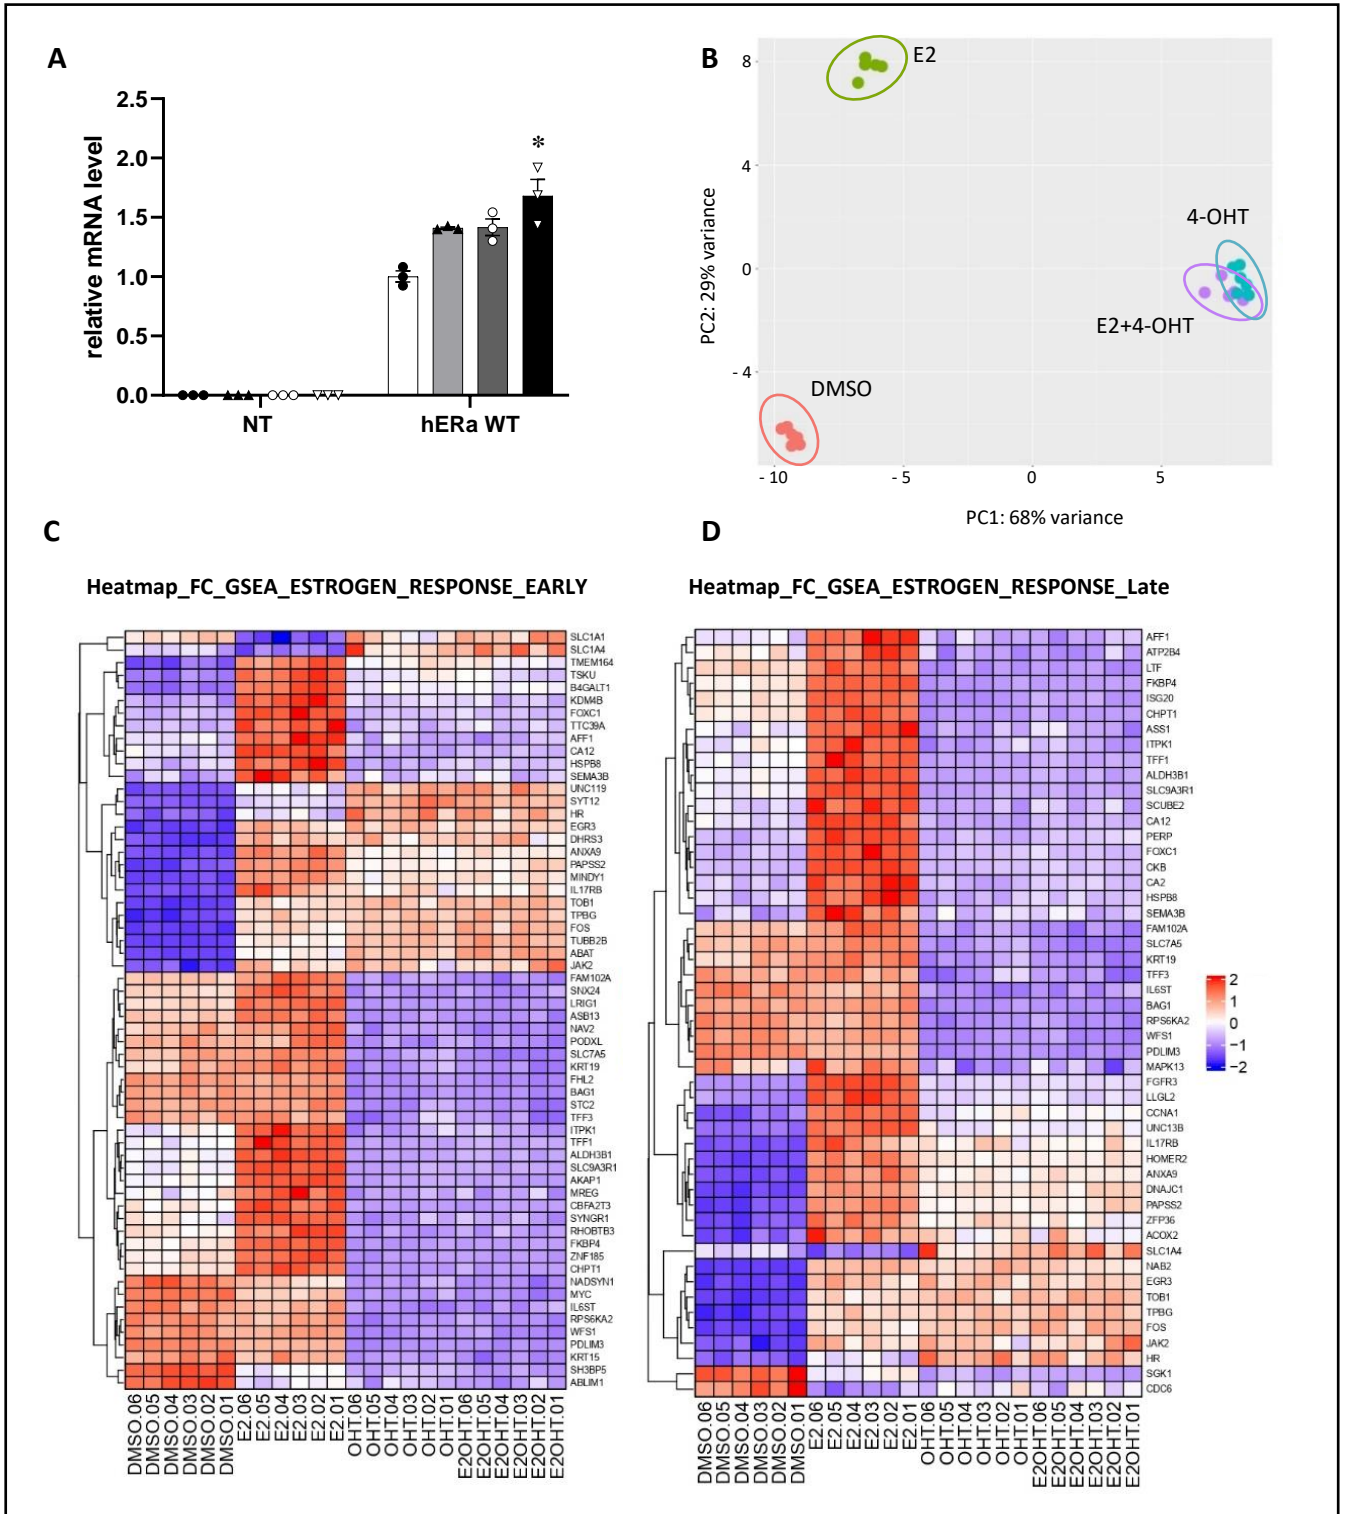 A
B
2.5
2.0
1.5
1.0
0.5
0.0
relative mRNA level
*
NT
hERa WT
E2
4-OHT
E2+4-OHT
DMSO
8
4
0
- 4
PC2: 29% variance
- 10
- 5
0
5
PC1: 68% variance
C
D
Heatmap_FC_GSEA_ESTROGEN_RESPONSE_EARLY
SLC1A1
SLC1A4
TMEM164
TSKU
B4GALT1
KDM4B
FOXC1
TTC39A
AFF1
CA12
HSPB8
SEMA3B
UNC119
SYT12
HR
EGR3
DHRS3
ANXA9
PAPSS2
MINDY1
IL17RB
TOB1
TPBG
FOS
TUBB2B
ABAT
JAK2
FAM102A
SNX24
LRIG1
ASB13
NAV2
PODXL
SLC7A5
KRT19
FHL2
BAG1
STC2
TFF3
ITPK1
TFF1
ALDH3B1
SLC9A3R1
AKAP1
MREG
CBFA2T3
SYNGR1
RHOBTB3
FKBP4
ZNF185
CHPT1
NADSYN1
MYC
IL6ST
RPS6KA2
WFS1
PDLIM3
KRT15
SH3BP5
ABLIM1
DMSO.06
DMSO.05
DMSO.04
DMSO.03
DMSO.02
DMSO.01
E2.06
E2.05
E2.04
E2.03
E2.02
E2.01
OHT.06
OHT.05
OHT.04
OHT.03
OHT.02
OHT.01
E2OHT.06
E2OHT.05
E2OHT.04
E2OHT.03
E2OHT.02
E2OHT.01
Heatmap_FC_GSEA_ESTROGEN_RESPONSE_Late
AFF1
ATP2B4
LTF
FKBP4
ISG20
CHPT1
ASS1
ITPK1
TFF1
ALDH3B1
SLC9A3R1
SCUBE2
CA12
PERP
FOXC1
CKB
CA2
HSPB8
SEMA3B
FAM102A
SLC7A5
KRT19
TFF3
IL6ST
BAG1
RPS6KA2
WFS1
PDLIM3
MAPK13
FGFR3
LLGL2
CCNA1
UNC13B
IL17RB
HOMER2
ANXA9
DNAJC1
PAPSS2
ZFP36
ACOX2
SLC1A4
NAB2
EGR3
TOB1
TPBG
FOS
JAK2
HR
SGK1
CDC6
DMSO.06
DMSO.05
DMSO.04
DMSO.03
DMSO.02
DMSO.01
E2.06
E2.05
E2.04
E2.03
E2.02
E2.01
OHT.06
OHT.05
OHT.04
OHT.03
OHT.02
OHT.01
E2OHT.06
E2OHT.05
E2OHT.04
E2OHT.03
E2OHT.02
E2OHT.01
2
1
0
−1
−2